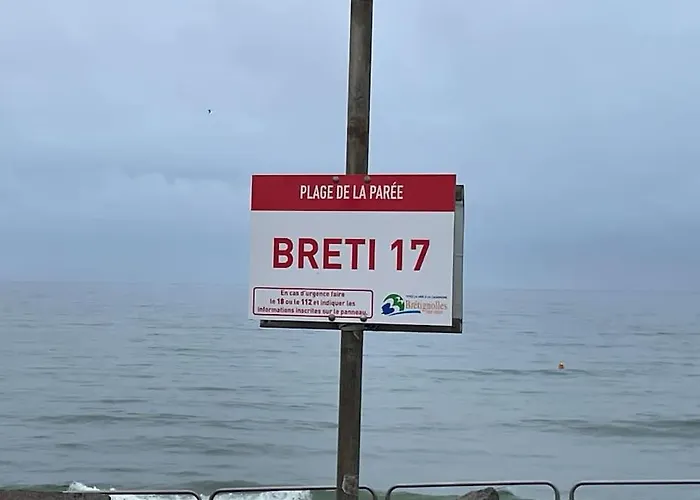 PLAGE DE LA PARÉE
BRETI 17
En cas d'urgence faire
le 18 ou le 112 et indiquer les
informations inscrites sur le panneau.
Brétignolles